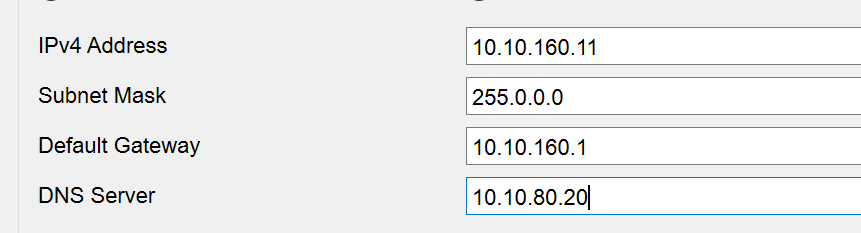 IPv4 Address 10.10.160.11
Subnet Mask 255.0.0.0
Default Gateway 10.10.160.1
DNS Server 10.10.80.20